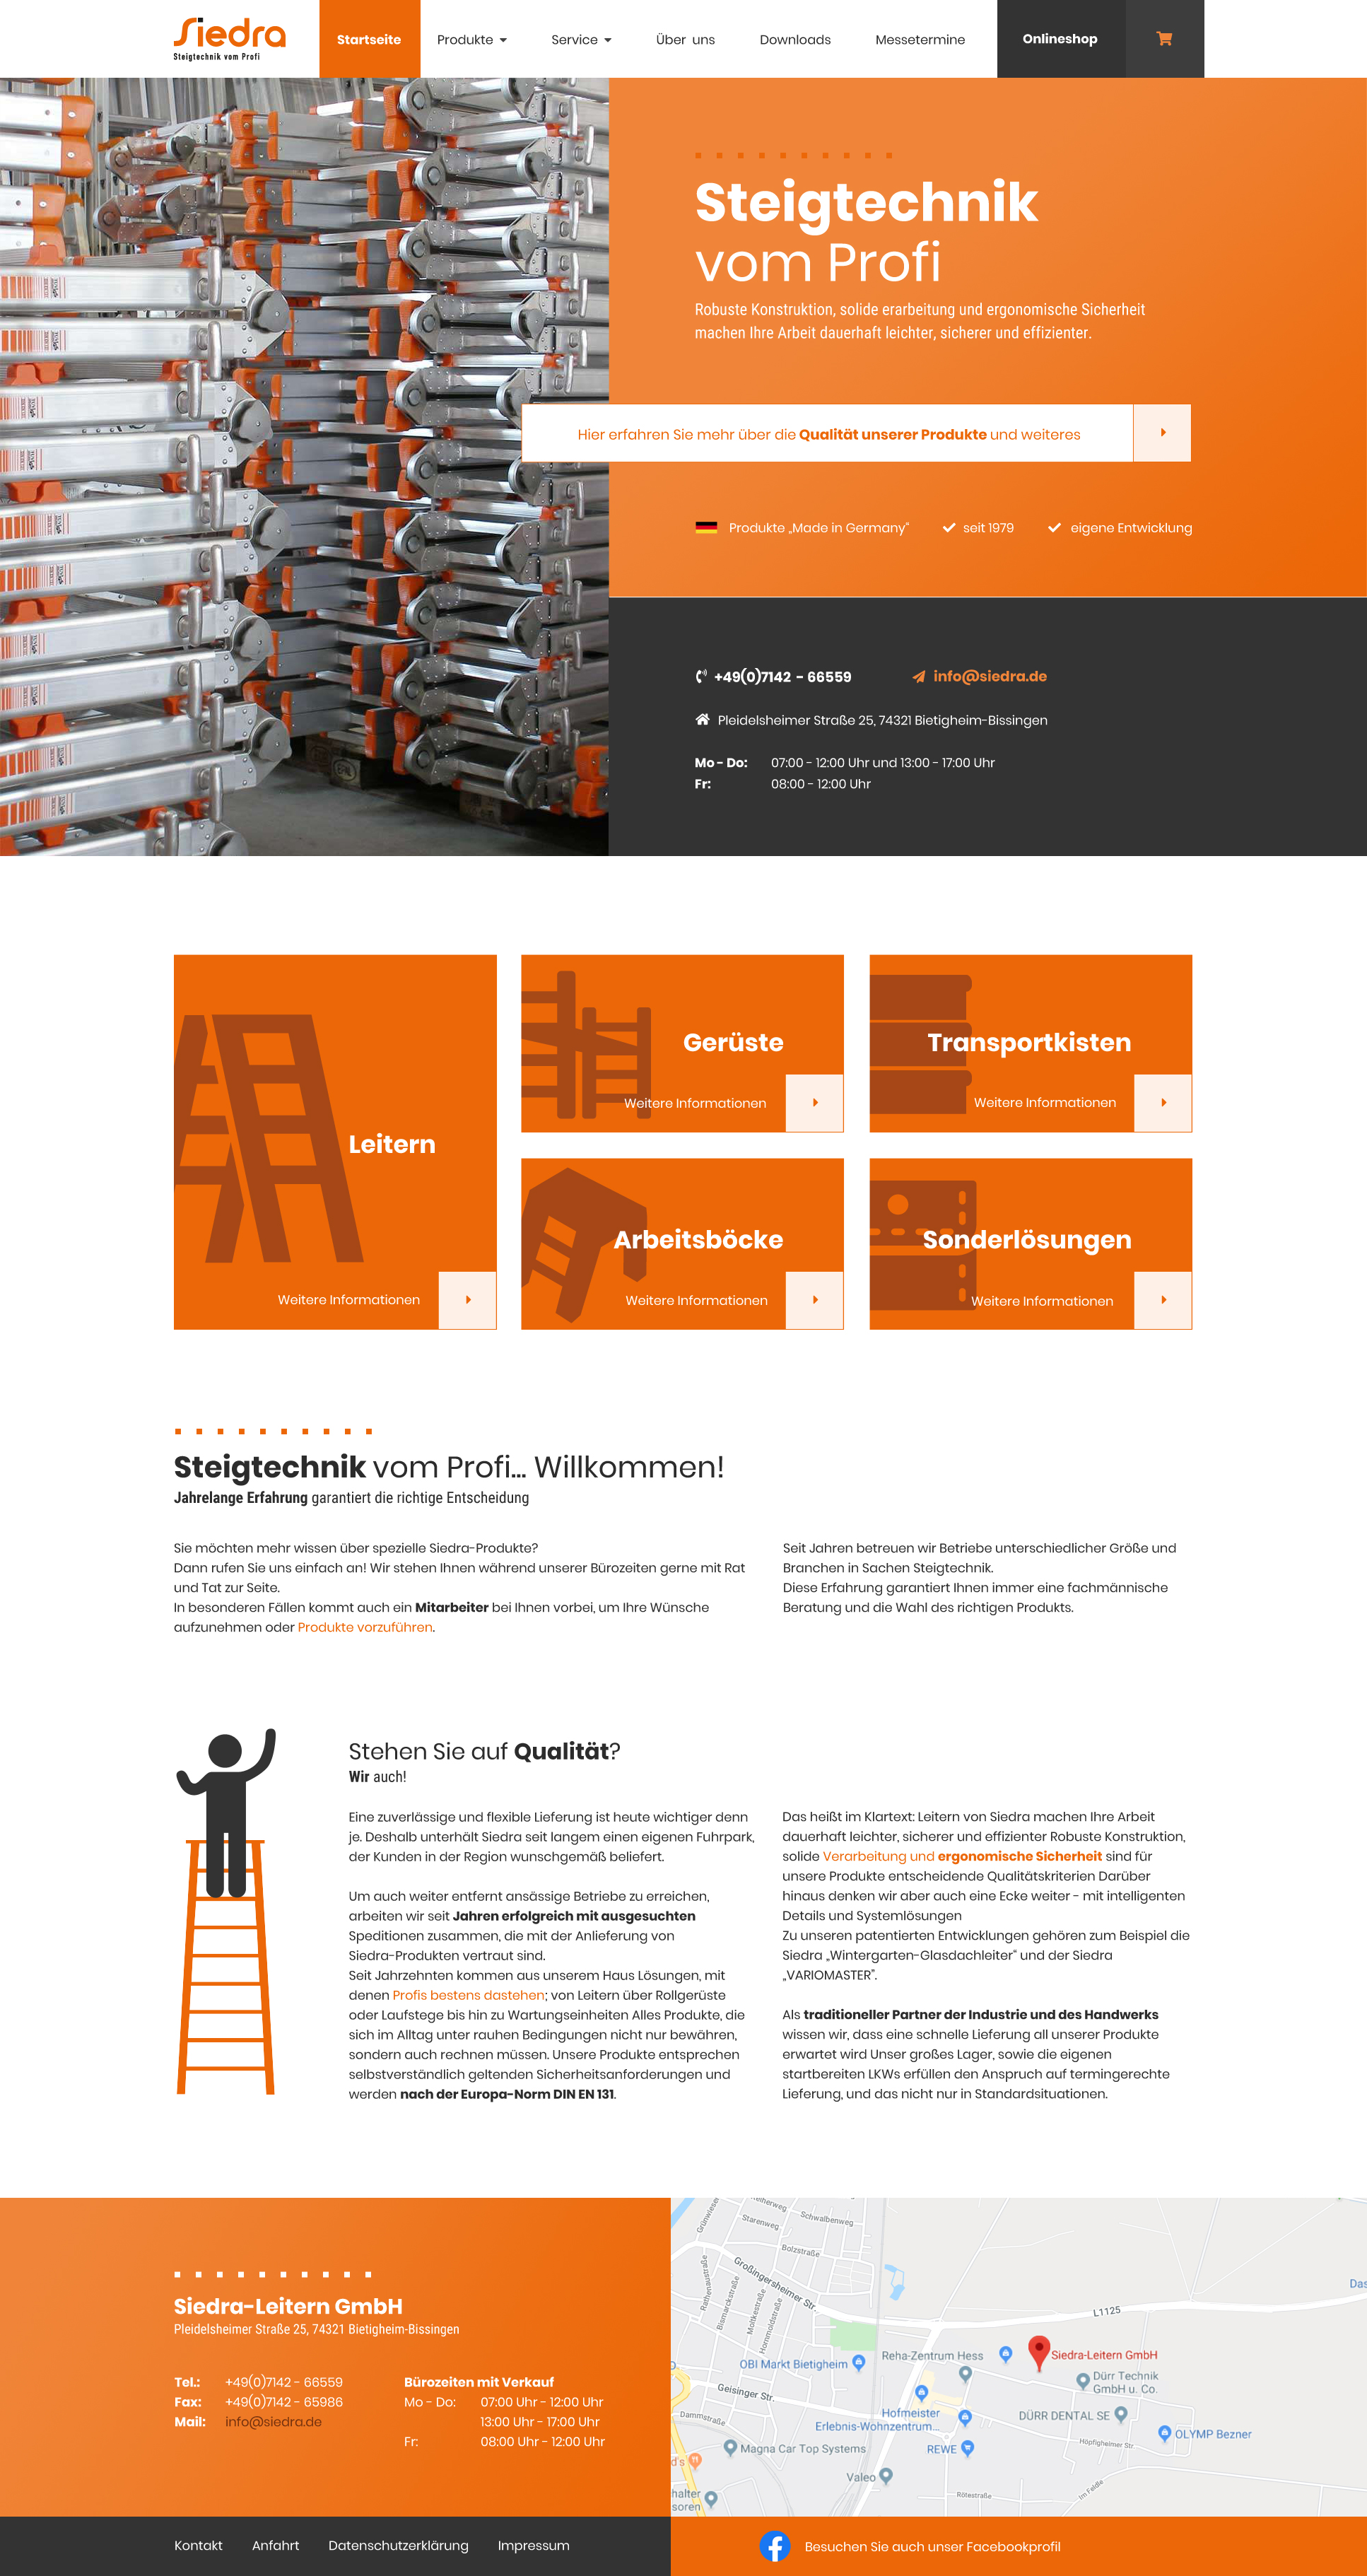 Siedra
Steigtechnik vom Profi
Startseite
Produkte
Service
Über uns
Downloads
Messetermine
Onlineshop
Steigtechnik
vom Profi
Robuste Konstruktion, solide erarbeitung und ergonomische Sicherheit
machen Ihre Arbeit dauerhaft leichter, sicherer und effizienter.
Hier erfahren Sie mehr über die Qualität unserer Produkte und weiteres
Produkte „Made in Germany“
seit 1979
eigene Entwicklung
+49(0)7142 - 66559
info@siedra.de
Pleidelsheimer Straße 25, 74321 Bietigheim-Bissingen
Mo - Do: 07:00 - 12:00 Uhr und 13:00 - 17:00 Uhr
Fr: 08:00 - 12:00 Uhr
Leitern
Weitere Informationen
Gerüste
Weitere Informationen
Transportkisten
Weitere Informationen
Arbeitsböcke
Weitere Informationen
Sonderlösungen
Weitere Informationen
Steigtechnik vom Profi... Willkommen!
Jahrelange Erfahrung garantiert die richtige Entscheidung
Sie möchten mehr wissen über spezielle Siedra-Produkte?
Dann rufen Sie uns einfach an! Wir stehen Ihnen während unserer Bürozeiten gerne mit Rat
und Tat zur Seite.
In besonderen Fällen kommt auch ein Mitarbeiter bei Ihnen vorbei, um Ihre Wünsche
aufzunehmen oder Produkte vorzuführen.
Seit Jahren betreuen wir Betriebe unterschiedlicher Größe und
Branchen in Sachen Steigtechnik.
Diese Erfahrung garantiert Ihnen immer eine fachmännische
Beratung und die Wahl des richtigen Produkts.
Stehen Sie auf Qualität?
Wir auch!
Eine zuverlässige und flexible Lieferung ist heute wichtiger denn
je. Deshalb unterhält Siedra seit langem einen eigenen Fuhrpark,
der Kunden in der Region wunschgemäß beliefert.
Um auch weiter entfernt ansässige Betriebe zu erreichen,
arbeiten wir seit Jahren erfolgreich mit ausgesuchten
Speditionen zusammen, die mit der Anlieferung von
Siedra-Produkten vertraut sind.
Seit Jahrzehnten kommen aus unserem Haus Lösungen, mit
denen Profis bestens dastehen; von Leitern über Rollgerüste
oder Laufstege bis hin zu Wartungseinheiten Alles Produkte, die
sich im Alltag unter rauhen Bedingungen nicht nur bewähren,
sondern auch rechnen müssen. Unsere Produkte entsprechen
selbstverständlich geltenden Sicherheitsanforderungen und
werden nach der Europa-Norm DIN EN 131.
Das heißt im Klartext: Leitern von Siedra machen Ihre Arbeit
dauerhaft leichter, sicherer und effizienter Robuste Konstruktion,
solide Verarbeitung und ergonomische Sicherheit sind für
unsere Produkte entscheidende Qualitätskriterien Darüber
hinaus denken wir aber auch eine Ecke weiter - mit intelligenten
Details und Systemlösungen
Zu unseren patentierten Entwicklungen gehören zum Beispiel die
Siedra „Wintergarten-Glasdachleiter“ und der Siedra
„VARIOMASTER“.
Als traditioneller Partner der Industrie und des Handwerks
wissen wir, dass eine schnelle Lieferung all unserer Produkte
erwartet wird Unser großes Lager, sowie die eigenen
startbereiten LKWs erfüllen den Anspruch auf termingerechte
Lieferung, und das nicht nur in Standardsituationen.
Siedra-Leitern GmbH
Pleidelsheimer Straße 25, 74321 Bietigheim-Bissingen
Tel.: +49(0)7142 - 66559
Fax: +49(0)7142 - 65986
Mail: info@siedra.de
Bürozeiten mit Verkauf
Mo - Do: 07:00 Uhr - 12:00 Uhr
13:00 Uhr - 17:00 Uhr
Fr: 08:00 Uhr - 12:00 Uhr
Schwalbenweg
Starenweg
Bolzstraße
Großingersheimer Str.
Rathenaustraße
Bismarckstraße
Moltkestraße
Hornmoldstraße
L1125
Das
Reha-Zentrum Hess
Siedra-Leitern GmbH
OBI Markt Bietigheim
Dürr Technik
GmbH u. Co.
Geisinger Str.
Dammstraße
Hofmeister
Erlebnis-Wohnzentrum...
DÜRR DENTAL SE
OLYMP Bezner
Höpfigheimer Str.
Magna Car Top Systems
REWE
Valeo
Rötestraße
Im Feldle
d's
halter
soren
Kontakt
Anfahrt
Datenschutzerklärung
Impressum
Besuchen Sie auch unser Facebookprofil